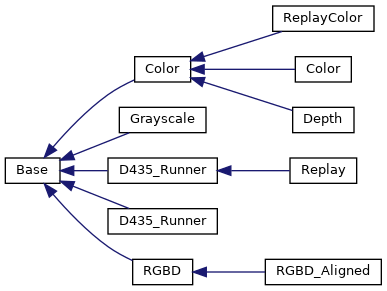 ReplayColor
Color
Color
Depth
Grayscale
Base
D435_Runner
Replay
D435_Runner
RGBD
RGBD_Aligned